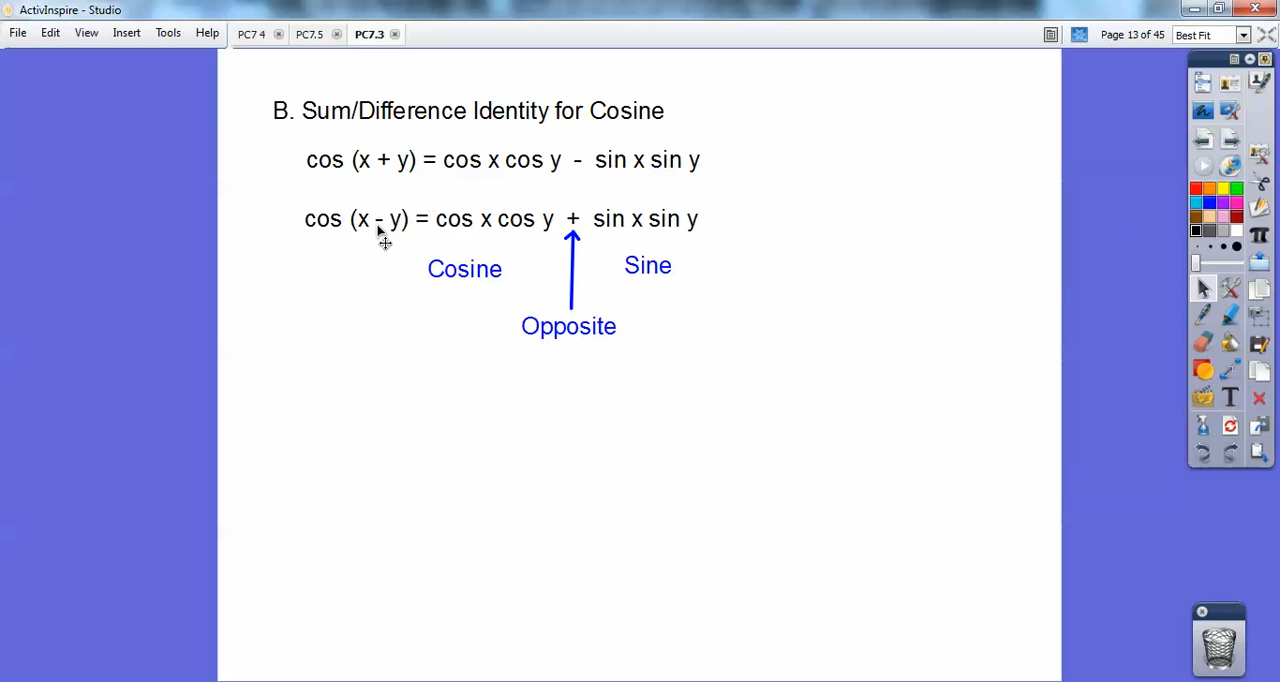 ActivInspire - Studio
File Edit View Insert Tools Help PC7 4 PC7.5 PC7.3 Page 13 of 45 Best Fit
B. Sum/Difference Identity for Cosine
cos (x + y) = cos x cos y - sin x sin y
cos (x - y) = cos x cos y + sin x sin y
Cosine Sine
Opposite